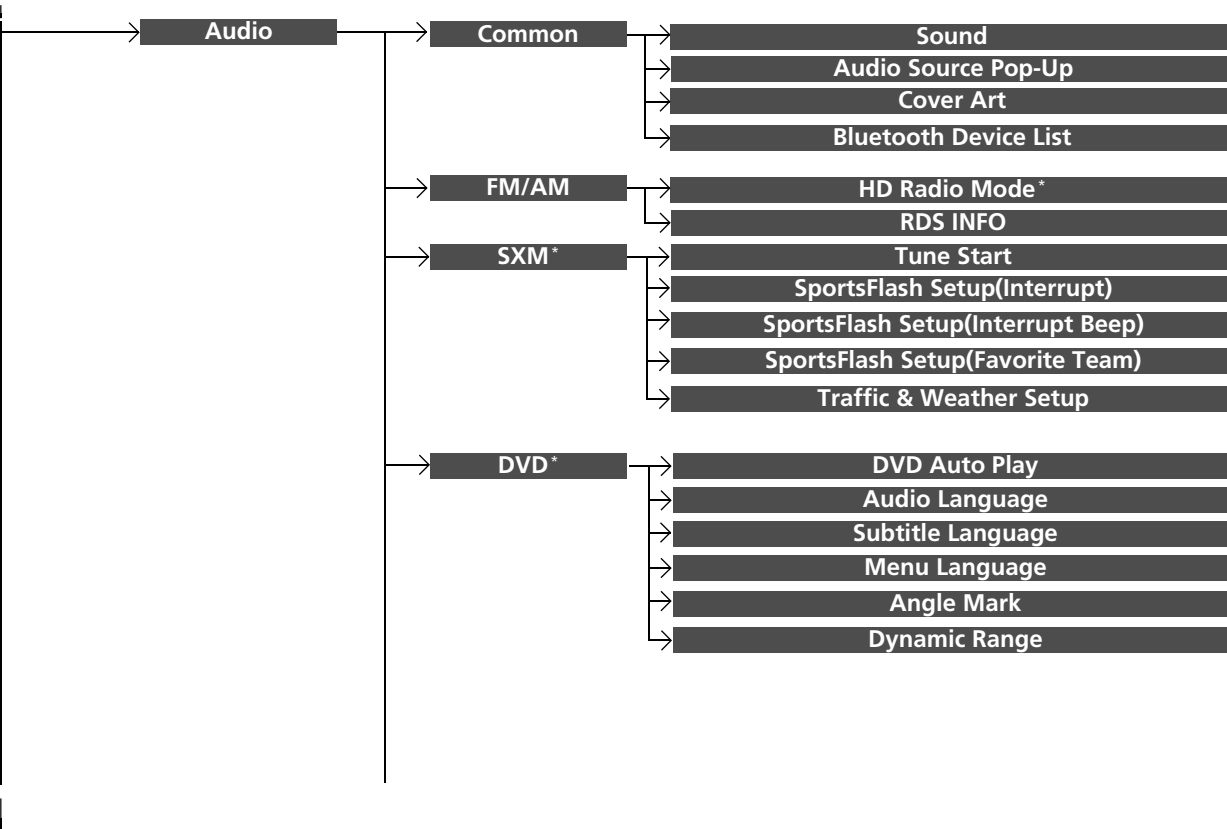 Audio
Common
Sound
Audio Source Pop-Up
Cover Art
Bluetooth Device List
FM/AM
HD Radio Mode*
RDS INFO
SXM*
Tune Start
SportsFlash Setup(Interrupt)
SportsFlash Setup(Interrupt Beep)
SportsFlash Setup(Favorite Team)
Traffic & Weather Setup
DVD*
DVD Auto Play
Audio Language
Subtitle Language
Menu Language
Angle Mark
Dynamic Range